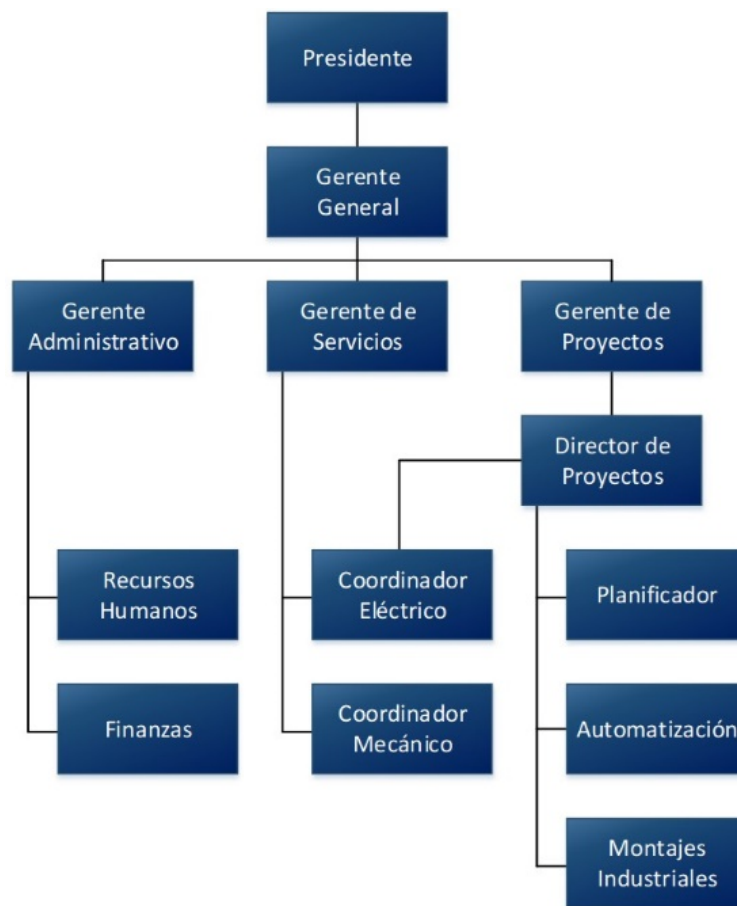 Presidente
Gerente
General
Gerente
Administrativo
Gerente de
Servicios
Gerente de
Proyectos
Director de
Proyectos
Recursos
Humanos
Coordinador
Eléctrico
Planificador
Finanzas
Coordinador
Mecánico
Automatización
Montajes
Industriales